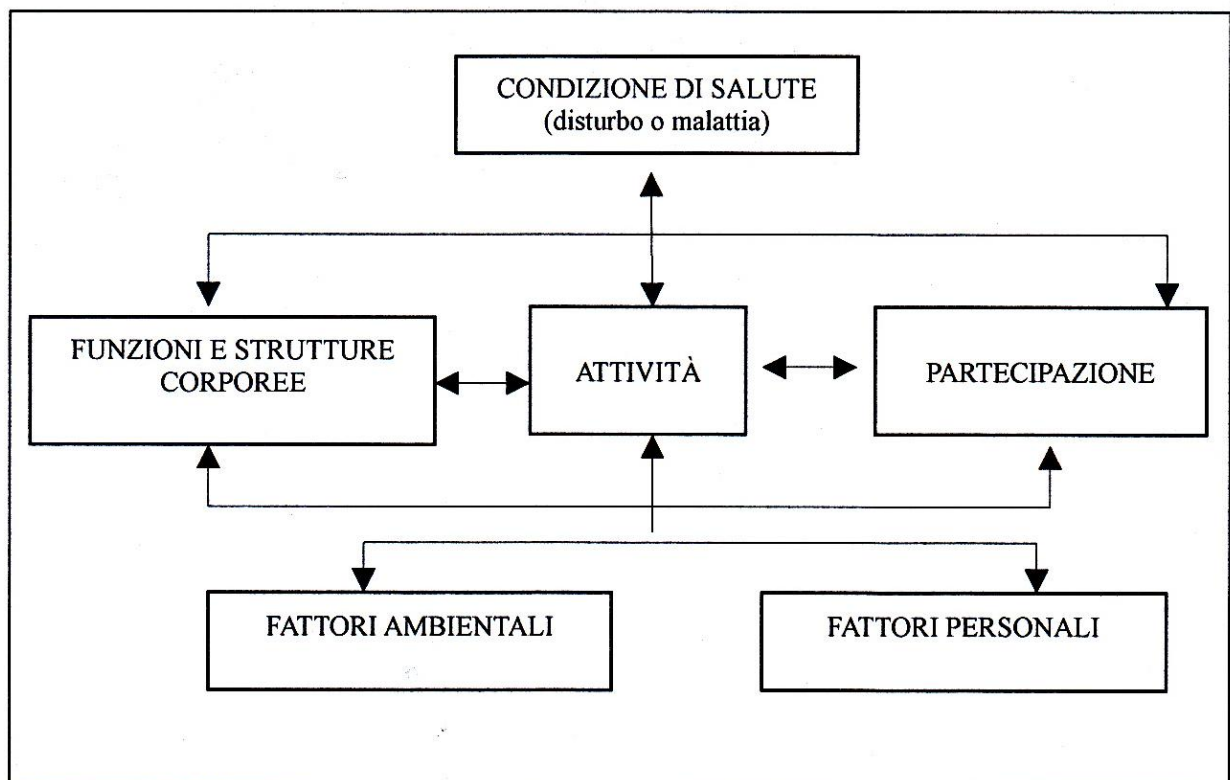 CONDIZIONE DI SALUTE
(disturbo o malattia)
FUNZIONI E STRUTTURE
CORPOREE
ATTIVITÀ
PARTECIPAZIONE
FATTORI AMBIENTALI
FATTORI PERSONALI